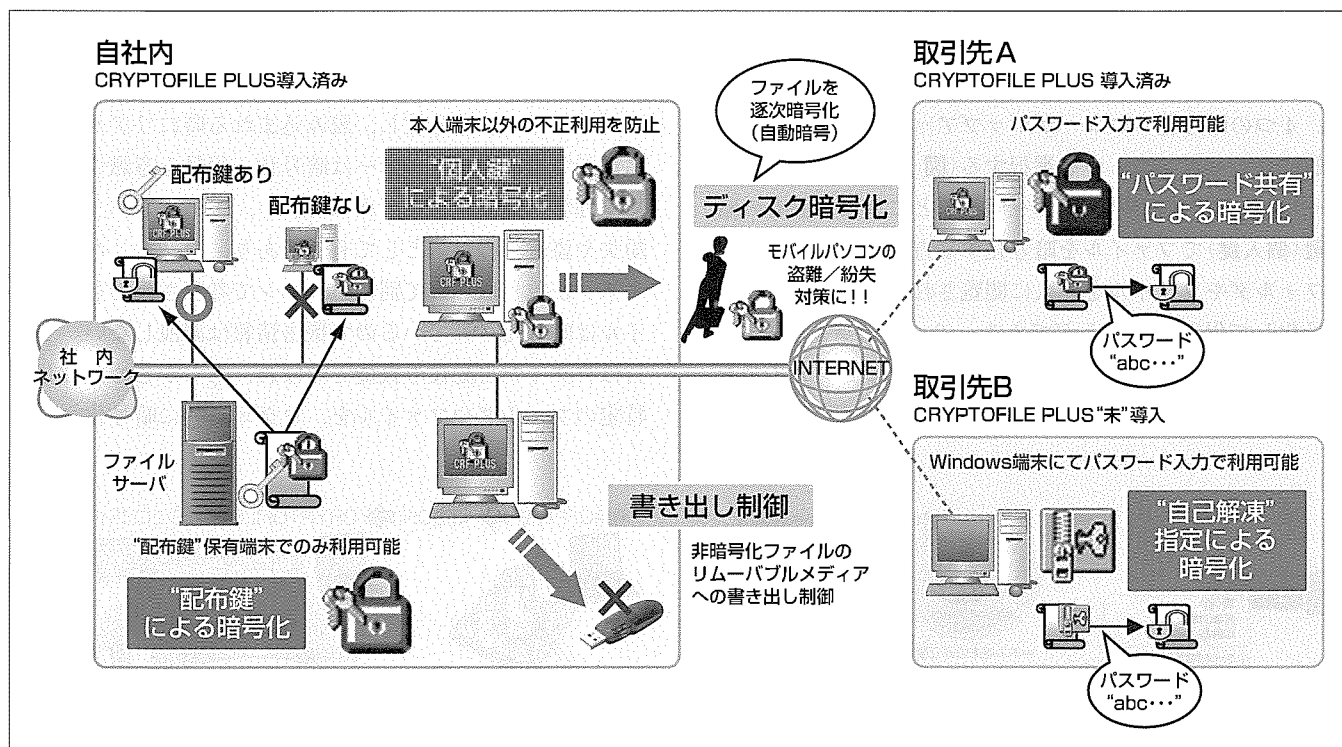 自社内
CRYPTOFILE PLUS導入済み
本人端末以外の不正利用を防止
配布鍵あり
配布鍵なし
"個人鍵"
による暗号化
CRF PLUS
CRF PLUS
社 内
ネットワーク
ファイル
サーバ
CRF PLUS
"配布鍵"保有端末でのみ利用可能
"配布鍵"
による暗号化
ファイルを
逐次暗号化
(自動暗号)
ディスク暗号化
モバイルパソコンの
盗難/紛失
対策に!!
INTERNET
書き出し制御
非暗号化ファイルの
リムーバブルメディア
への書き出し制御
取引先A
CRYPTOFILE PLUS 導入済み
パスワード入力で利用可能
CRF PLUS
"パスワード共有"
による暗号化
パスワード
"abc・・・"
取引先B
CRYPTOFILE PLUS"未"導入
Windows端末にてパスワード入力で利用可能
"自己解凍"
指定による
暗号化
パスワード
"abc・・・"